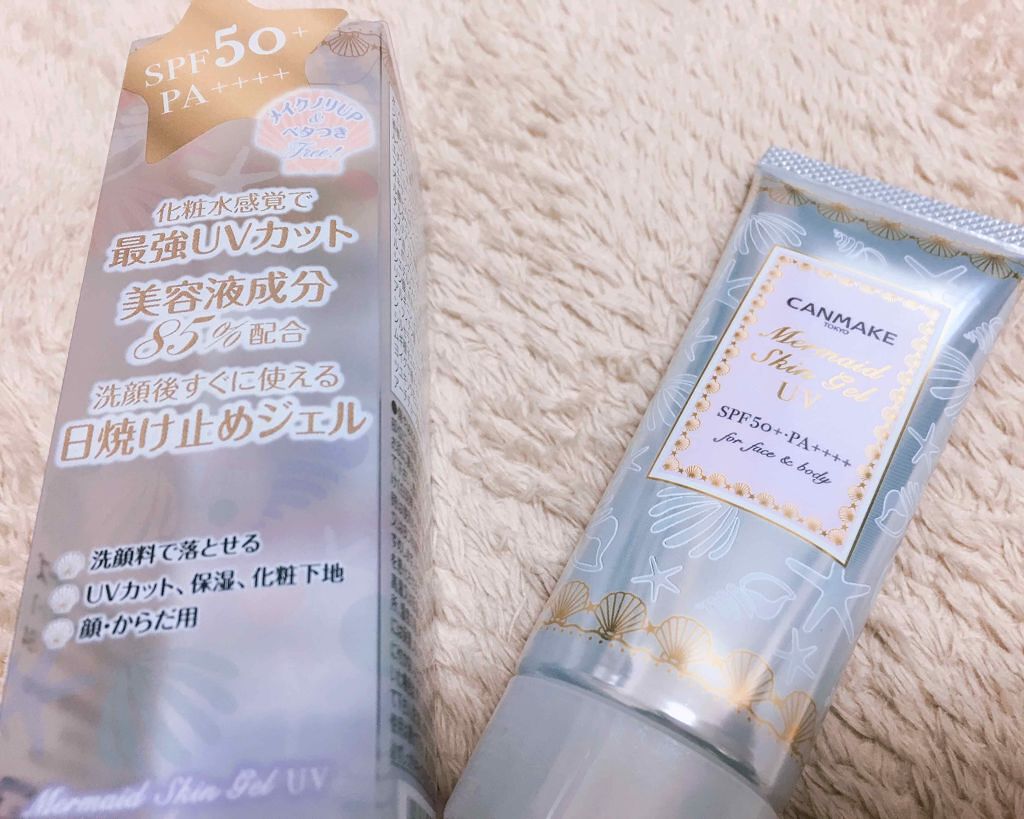 SPF50+
PA++++
メイクノリUP
&
ベタつき
Free!
化粧水感覚で
最強UVカット
美容液成分
85%配合
洗顔後すぐに使える
日焼け止めジェル
洗顔料で落とせる
UVカット、保湿、化粧下地
顔・からだ用
Mermaid Skin Gel UV
CANMAKE
TOKYO
Mermaid
Skin Gel
UV
SPF50+・PA++++
for face & body